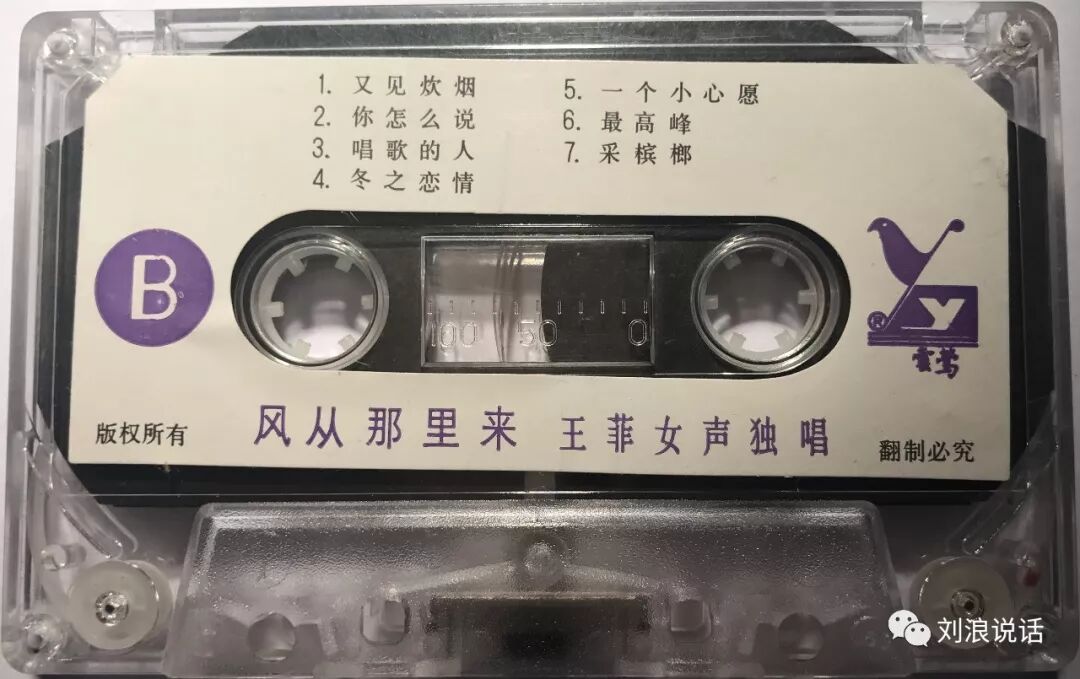 1. 又见炊烟
2. 你怎么说
3. 唱歌的人
4. 冬之恋情
5. 一个小心愿
6. 最高峰
7. 采槟榔
B
100 50 0
®
y
雲莺
版权所有
风从那里来 王菲女声独唱
翻制必究
刘浪说话